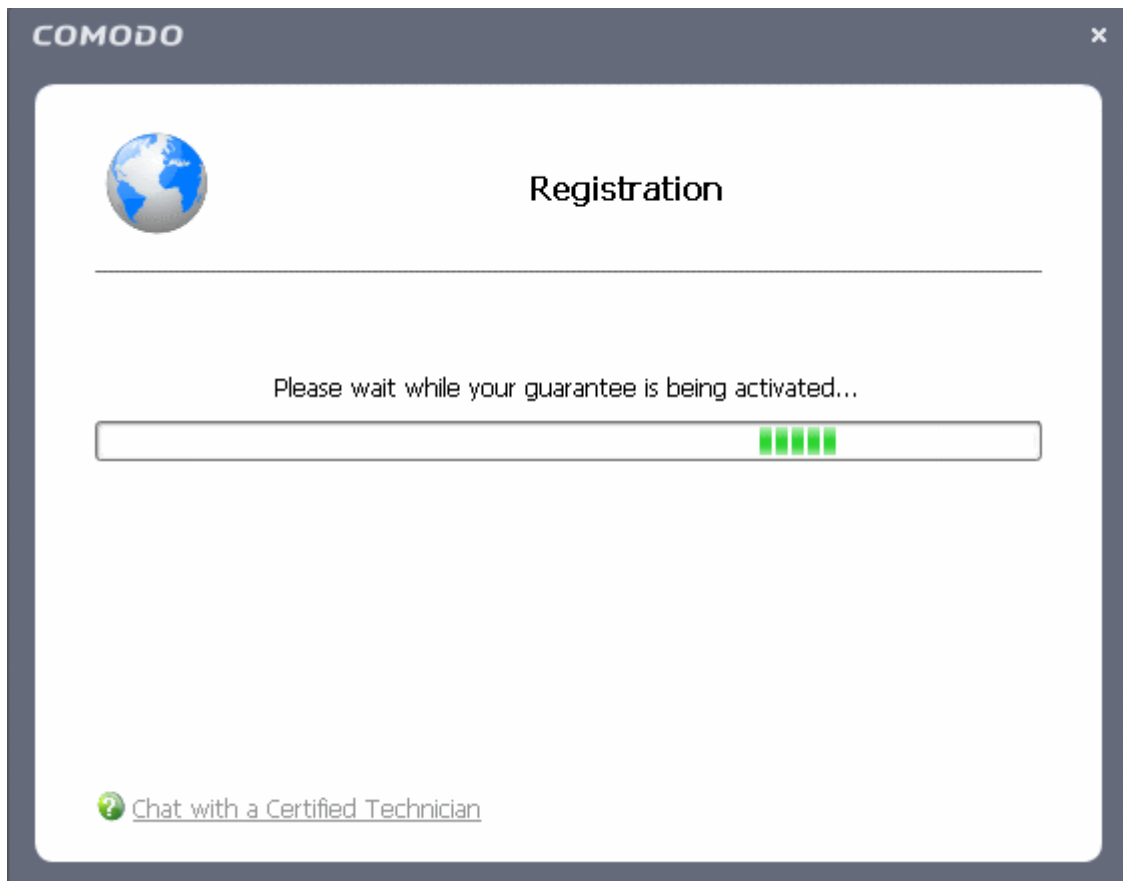 COMODO
Registration
Please wait while your guarantee is being activated...
Chat with a Certified Technician